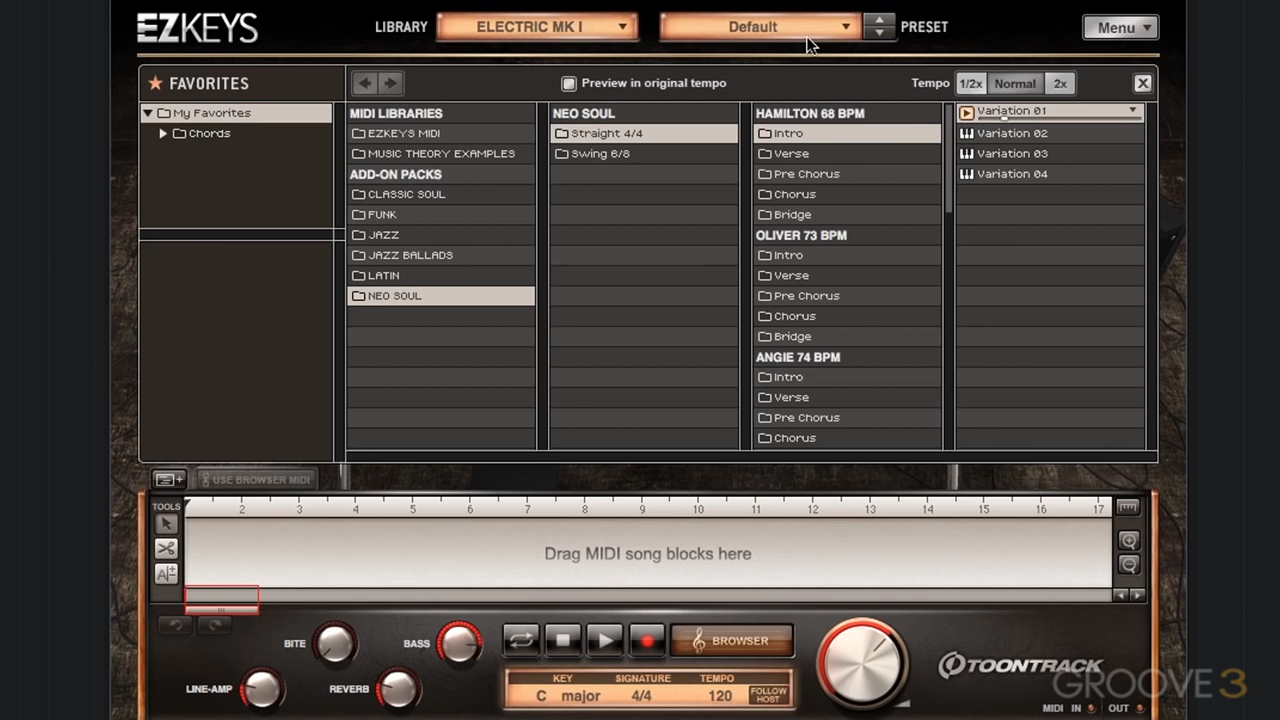 EZKEYS
LIBRARY
ELECTRIC MK I
Default
PRESET
Menu
FAVORITES
Preview in original tempo
Tempo
1/2x
Normal
2x
X
My Favorites
Chords
MIDI LIBRARIES
EZKEYS MIDI
MUSIC THEORY EXAMPLES
ADD-ON PACKS
CLASSIC SOUL
FUNK
JAZZ
JAZZ BALLADS
LATIN
NEO SOUL
NEO SOUL
Straight 4/4
Swing 6/8
HAMILTON 68 BPM
Intro
Verse
Pre Chorus
Chorus
Bridge
OLIVER 73 BPM
Intro
Verse
Pre Chorus
Chorus
Bridge
ANGIE 74 BPM
Intro
Verse
Pre Chorus
Chorus
Variation 01
Variation 02
Variation 03
Variation 04
USE BROWSER MIDI
TOOLS
2 3 4 5 6 7 8 9 10 11 12 13 14 15 16 17
Drag MIDI song blocks here
BITE
BASS
LINE-AMP
REVERB
BROWSER
KEY SIGNATURE TEMPO
C major 4/4 120
FOLLOW
HOST
TOONTRACK
GROOVE3
MIDI IN OUT